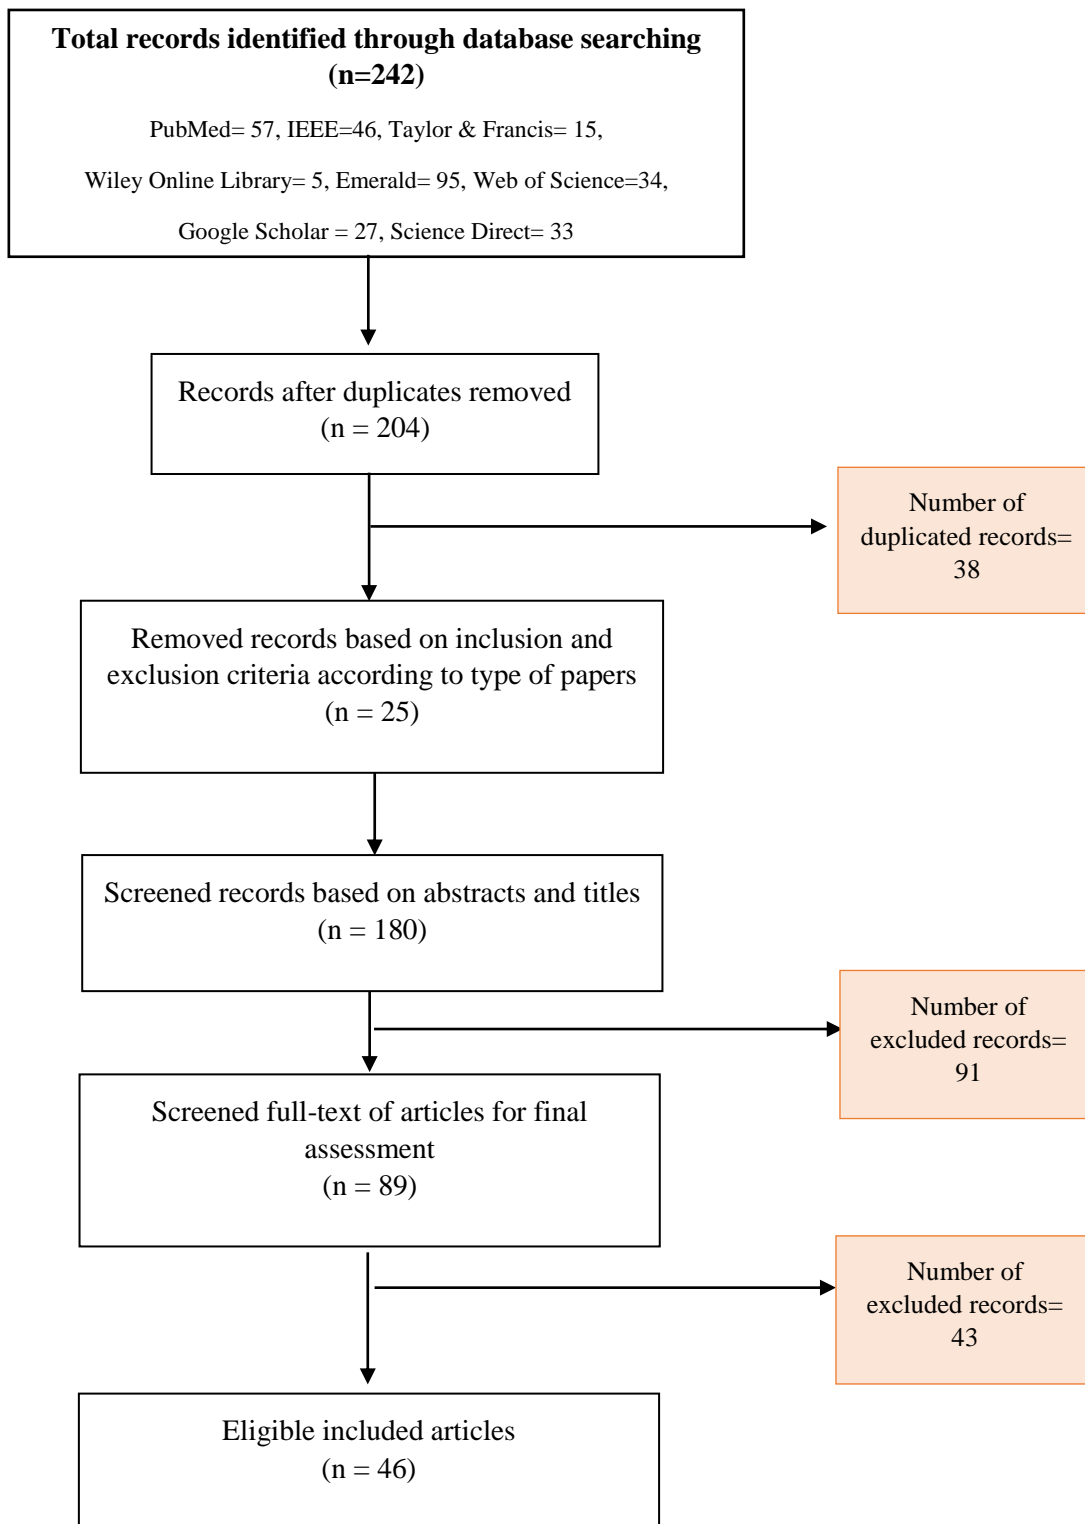 Total records identified through database searching
(n=242)
PubMed= 57, IEEE=46, Taylor & Francis= 15,
Wiley Online Library= 5, Emerald= 95, Web of Science=34,
Google Scholar = 27, Science Direct= 33
Records after duplicates removed
(n = 204)
Number of
duplicated records=
38
Removed records based on inclusion and
exclusion criteria according to type of papers
(n = 25)
Screened records based on abstracts and titles
(n = 180)
Number of
excluded records=
91
Screened full-text of articles for final
assessment
(n = 89)
Number of
excluded records=
43
Eligible included articles
(n = 46)